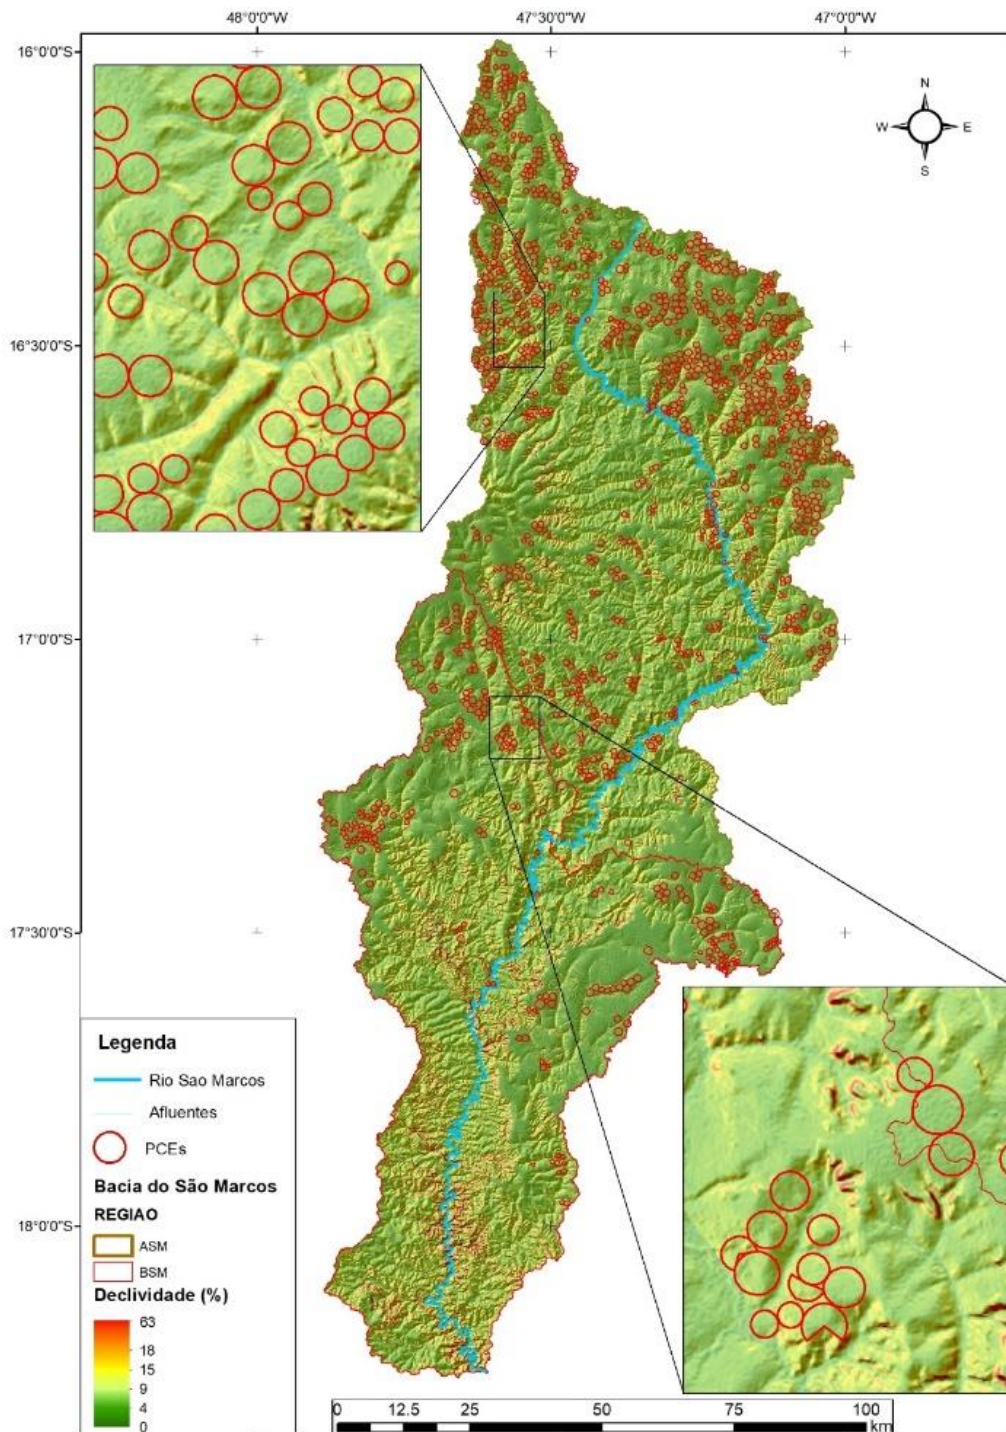 48°0'0"W 47°30'0"W 47°0'0"W
16°0'0"S
N
W E
S
16°30'0"S
17°0'0"S
17°30'0"S
18°0'0"S
Legenda
Rio Sao Marcos
Afluentes
PCEs
Bacia do São Marcos
REGIAO
ASM
BSM
Declividade (%)
63
18
15
9
4
0
0 12.5 25 50 75 100
km